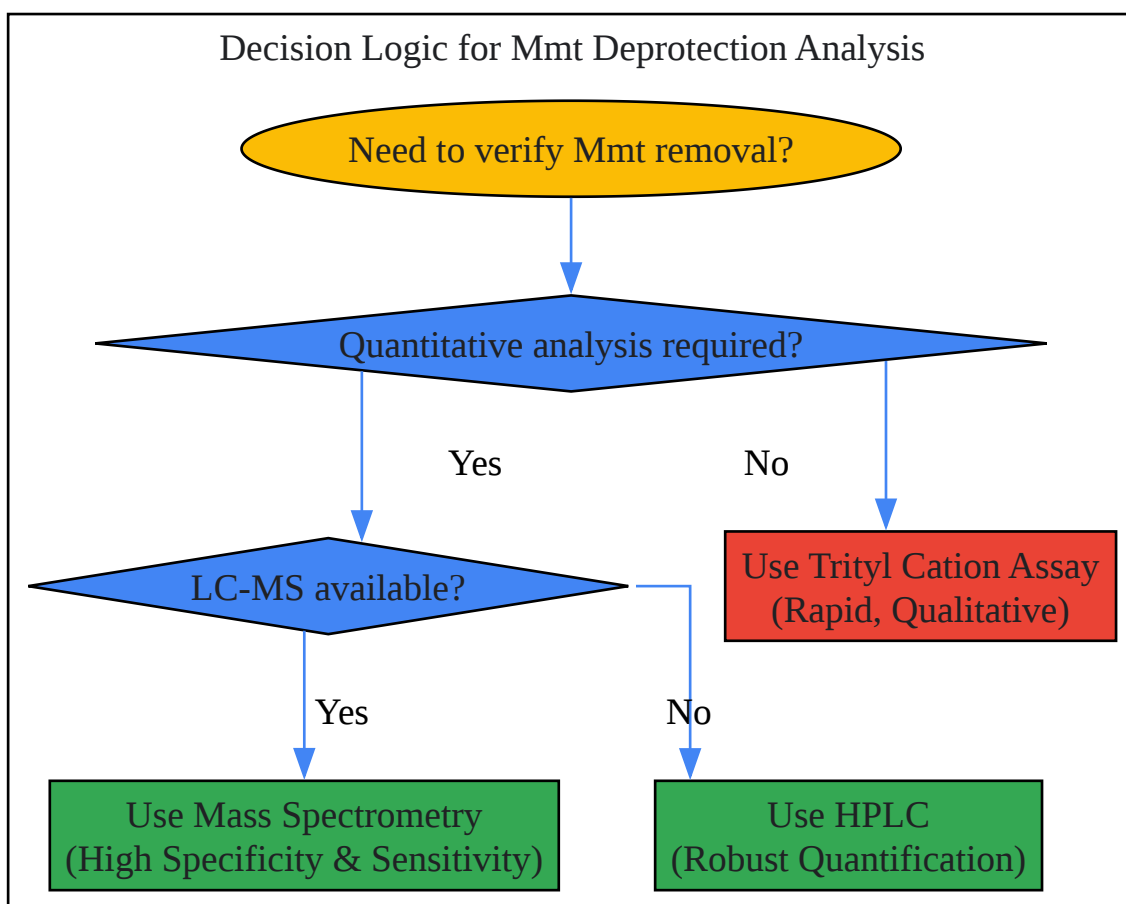 Decision Logic for Mmt Deprotection Analysis
Need to verify Mmt removal?
Quantitative analysis required?
Yes
No
LC-MS available?
Use Trityl Cation Assay
(Rapid, Qualitative)
Yes
No
Use Mass Spectrometry
(High Specificity & Sensitivity)
Use HPLC
(Robust Quantification)